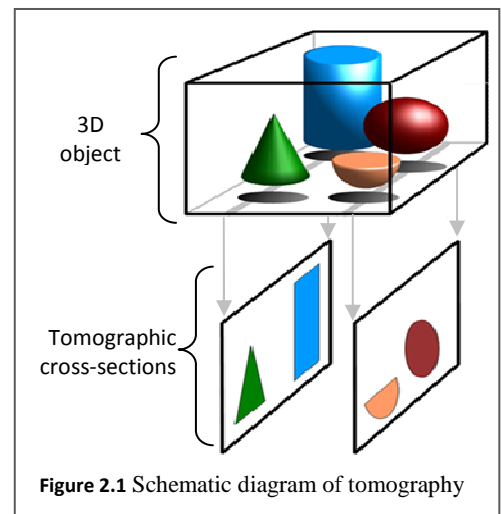 3D
object
Tomographic
cross-sections
Figure 2.1 Schematic diagram of tomography